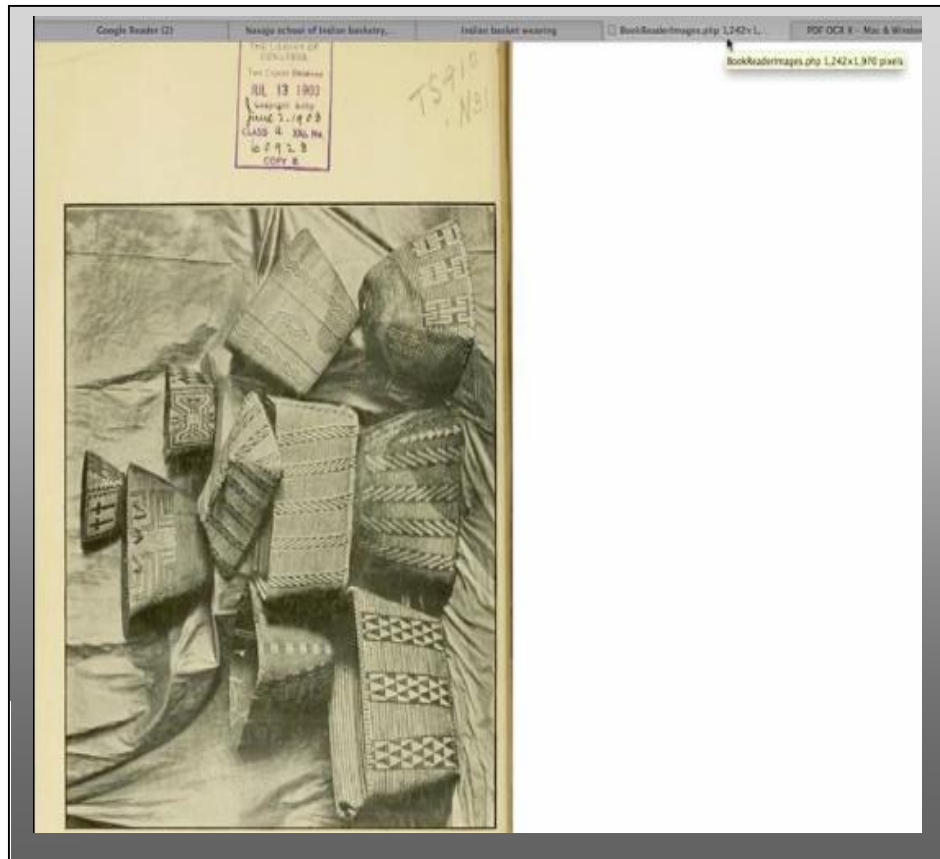 Google Reader (2)
Navajo school of Indian basketry,...
Indian basket weaving
BookReaderImages.php 1,242×1,...
PDF OCR X - Mac & Window
BookReaderImages.php 1,242×1,970 pixels
THE LIBRARY OF
CONGRESS.
Two Copies Received
JUL 13 1903
Copyright Entry
June 2, 1903
CLASS a XXc. No.
60928
COPY B.
TS910
.N31